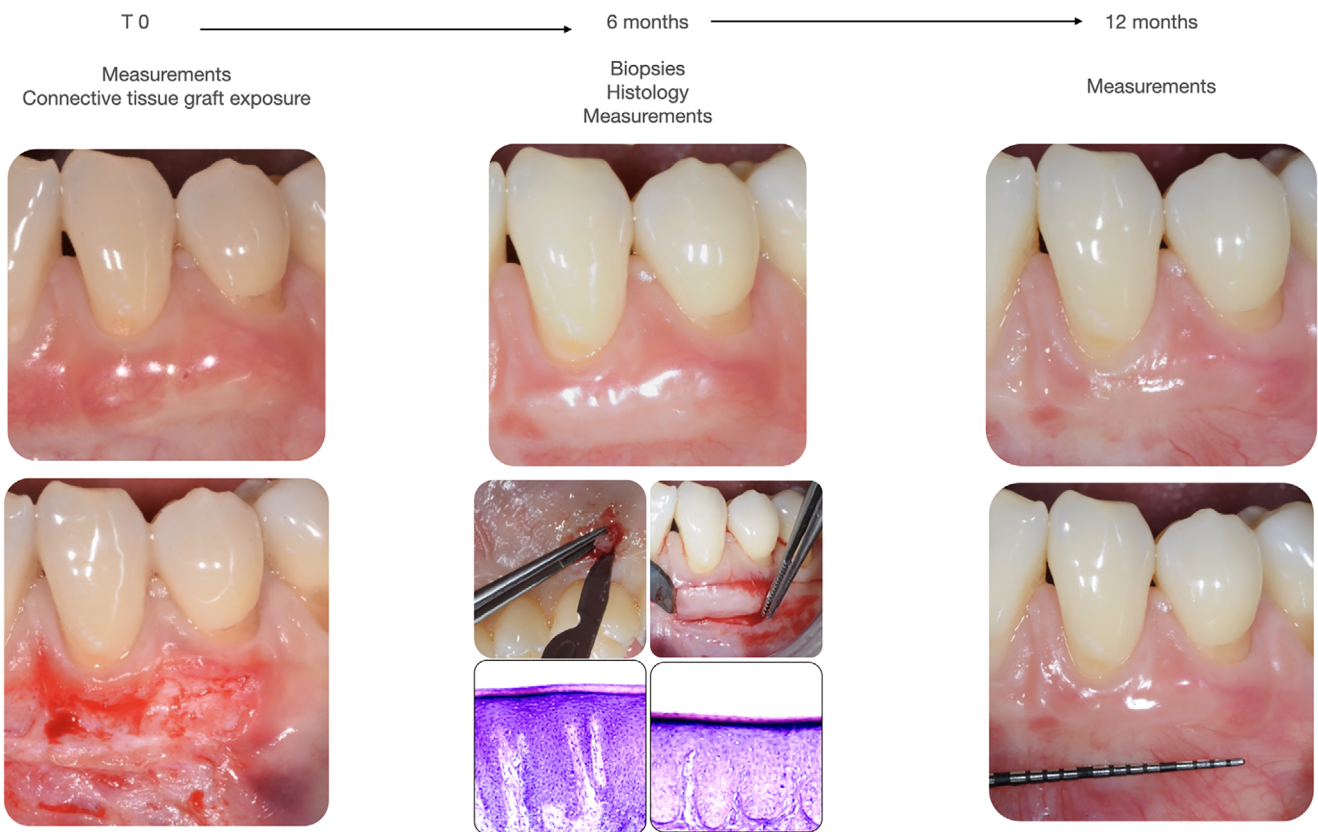 T 0
6 months
12 months
Measurements
Connective tissue graft exposure
Biopsies
Histology
Measurements
Measurements